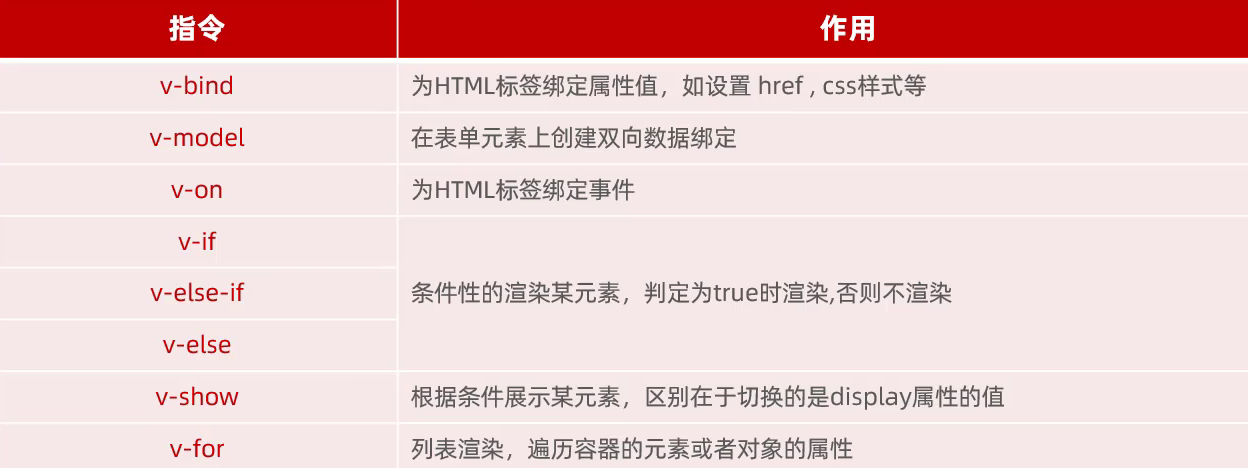 指令 作用
v-bind 为HTML标签绑定属性值，如设置 href , css样式等
v-model 在表单元素上创建双向数据绑定
v-on 为HTML标签绑定事件
v-if
v-else-if 条件性的渲染某元素，判定为true时渲染,否则不渲染
v-else
v-show 根据条件展示某元素，区别在于切换的是display属性的值
v-for 列表渲染，遍历容器的元素或者对象的属性